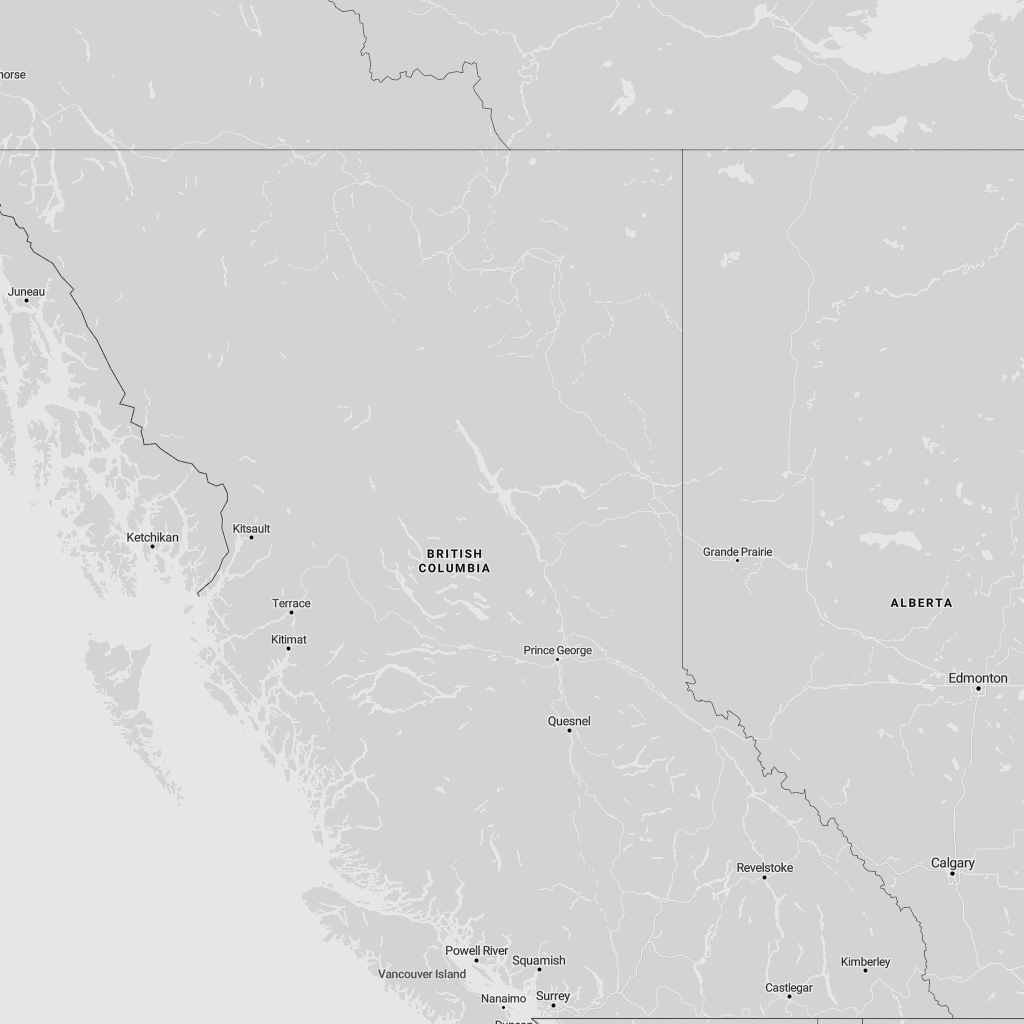 horse
Juneau
Kitsault
Ketchikan
BRITISH
COLUMBIA
Grande Prairie
Terrace
ALBERTA
Kitimat
Prince George
Edmonton
Quesnel
Calgary
Revelstoke
Powell River
Squamish
Kimberley
Vancouver Island
Castlegar
Nanaimo
Surrey
Duncan